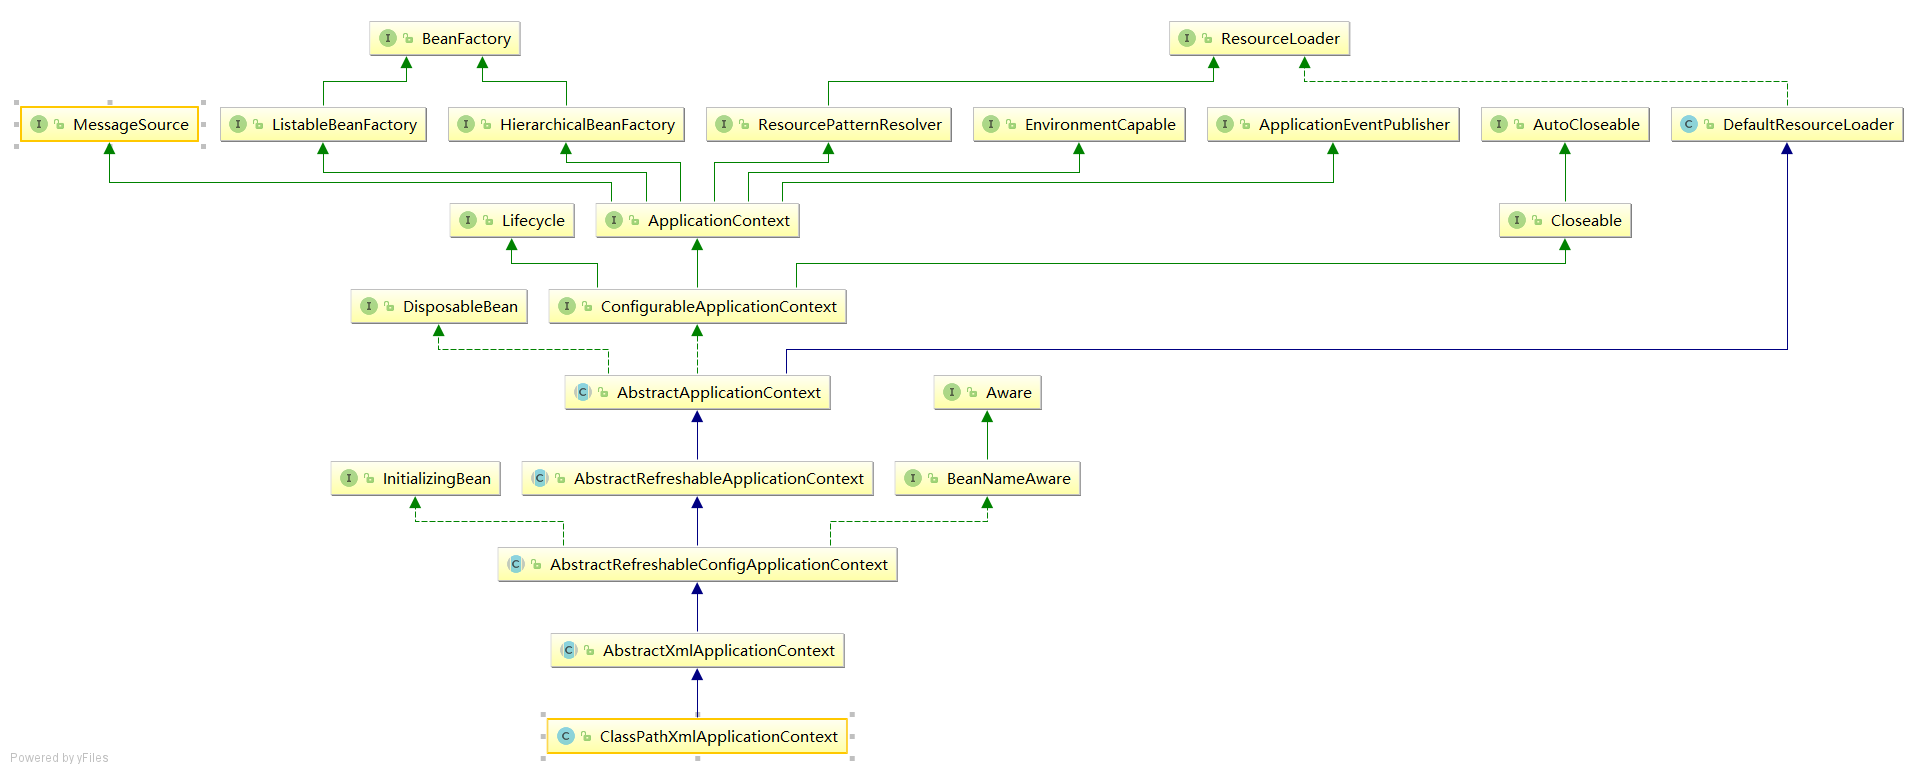 BeanFactory
ResourceLoader
MessageSource
ListableBeanFactory
HierarchicalBeanFactory
ResourcePatternResolver
EnvironmentCapable
ApplicationEventPublisher
AutoCloseable
DefaultResourceLoader
Lifecycle
ApplicationContext
Closeable
DisposableBean
ConfigurableApplicationContext
AbstractApplicationContext
Aware
InitializingBean
AbstractRefreshableApplicationContext
BeanNameAware
AbstractRefreshableConfigApplicationContext
AbstractXmlApplicationContext
ClassPathXmlApplicationContext
Powered by yFiles